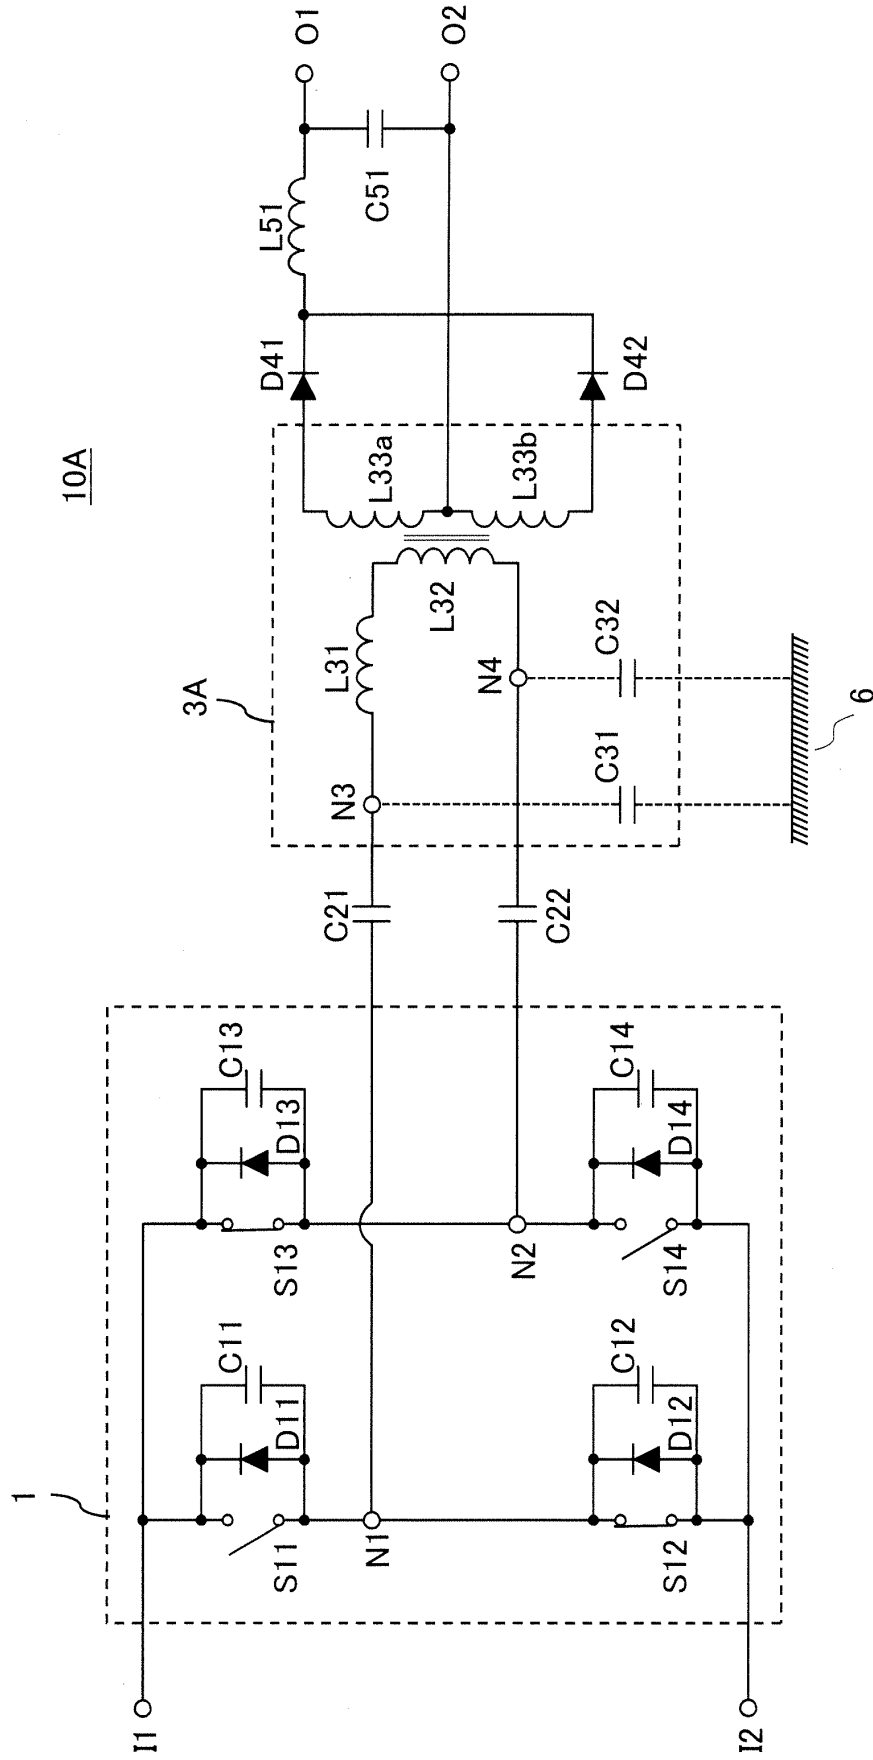 10A
1
I1
I2
S11
D11
C11
S12
D12
C12
S13
D13
C13
S14
D14
C14
N1
N2
C21
C22
3A
N3
N4
L31
L32
L33a
L33b
C31
C32
6
D41
D42
L51
C51
O1
O2